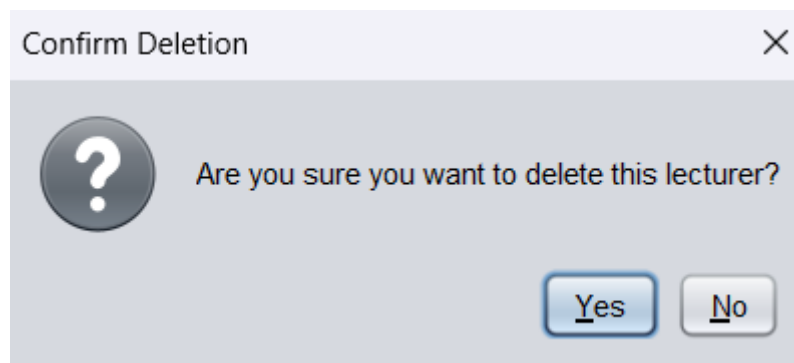 Confirm Deletion
Are you sure you want to delete this lecturer?
Yes No